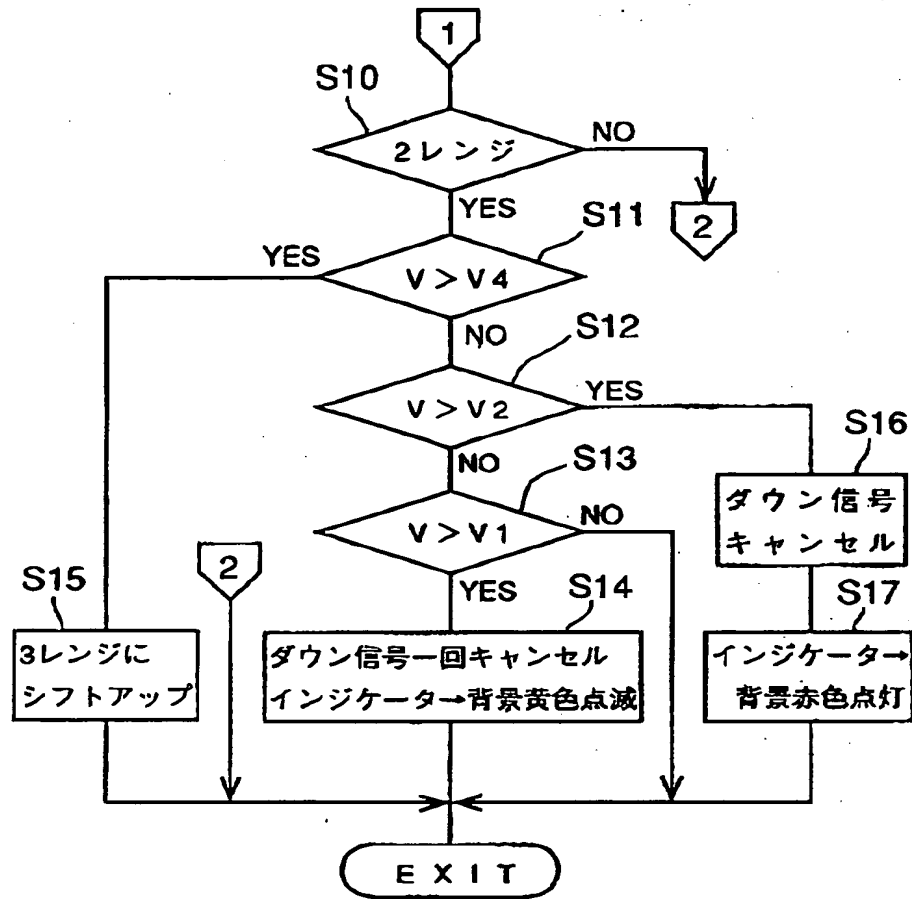 1
S10
2レンジ
NO
YES
2
S11
YES
V>V4
NO
S12
V>V2
YES
NO
S13
S16
ダウン信号
キャンセル
V>V1
NO
2
YES
S15
S14
S17
3レンジに
シフトアップ
ダウン信号一回キャンセル
インジケータ→背景黄色点滅
インジケータ→
背景赤色点灯
EXIT